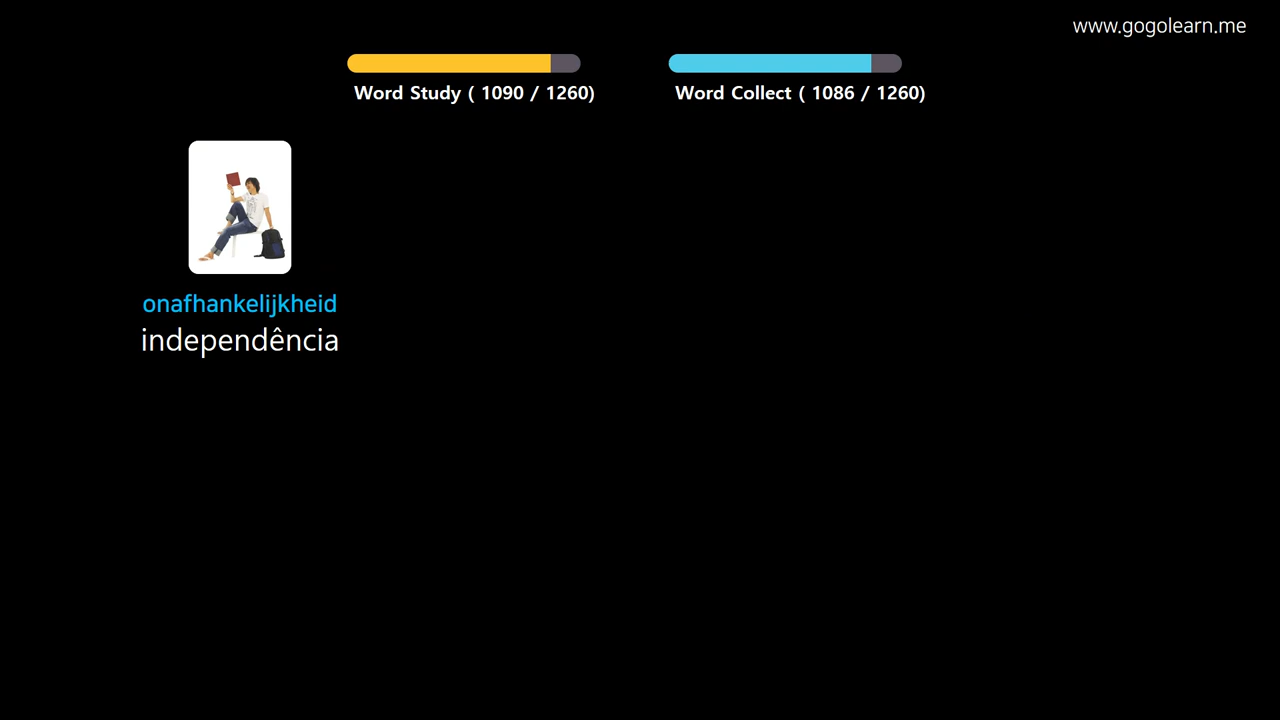 www.gogolearn.me
Word Study ( 1090 / 1260)
Word Collect ( 1086 / 1260)
onafhankelijkheid
independência